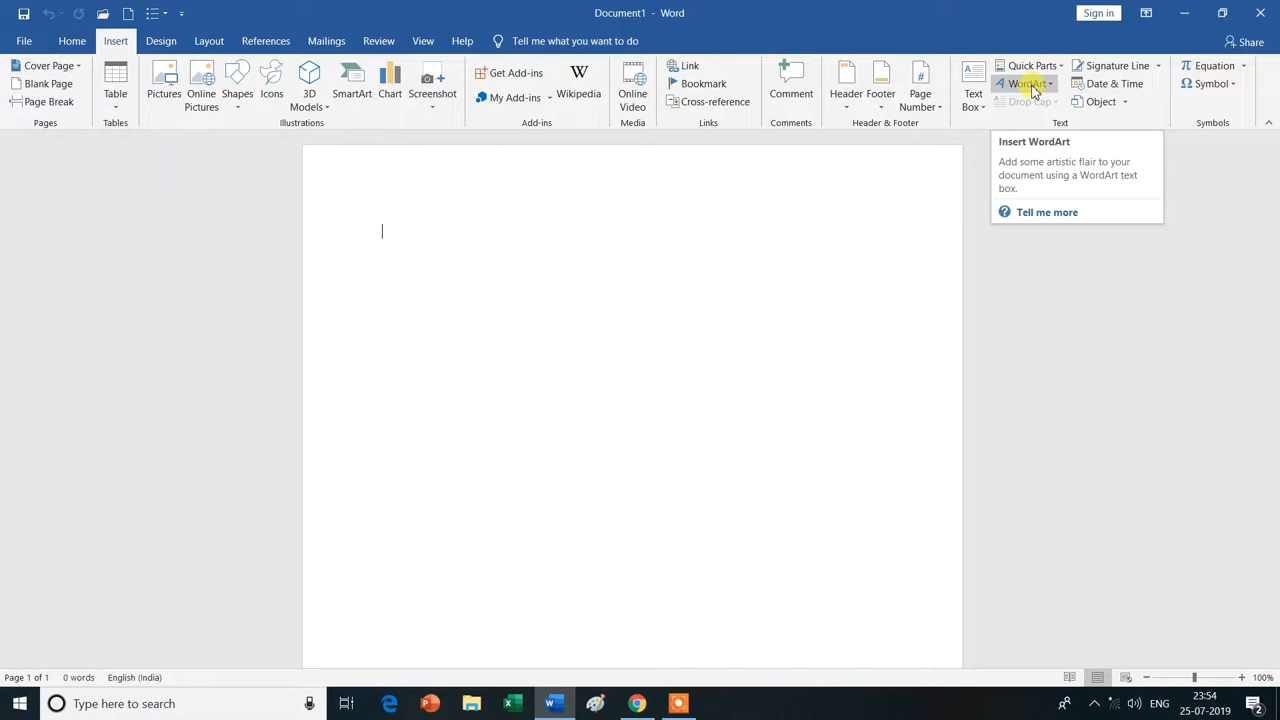 Document1 - Word
Sign in
File Home Insert Design Layout References Mailings Review View Help Tell me what you want to do Share
Cover Page
Blank Page
Page Break
Pages
Table
Tables
Pictures
Online Pictures
Shapes
Icons
3D Models
SmartArt
Chart
Screenshot
Illustrations
Get Add-ins
My Add-ins
Wikipedia
Add-ins
Online Video
Media
Link
Bookmark
Cross-reference
Links
Comment
Comments
Header
Footer
Page Number
Header & Footer
Text Box
Quick Parts
WordArt
Drop Cap
Signature Line
Date & Time
Object
Text
Equation
Symbol
Symbols
Insert WordArt
Add some artistic flair to your
document using a WordArt text
box.
Tell me more
Page 1 of 1 0 words English (India) 100%
Type here to search
ENG
23:54
25-07-2019
2